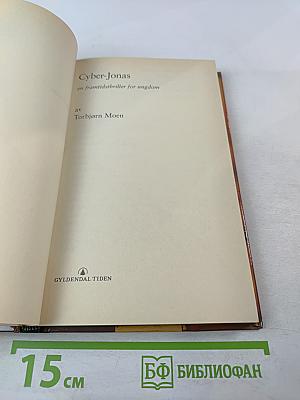 Cyber-Jonas
en framtidsthriller for ungdom
av
Torbjørn Moen
GYLDENDAL TIDEN
15 см
БФ БИБЛИОФАН